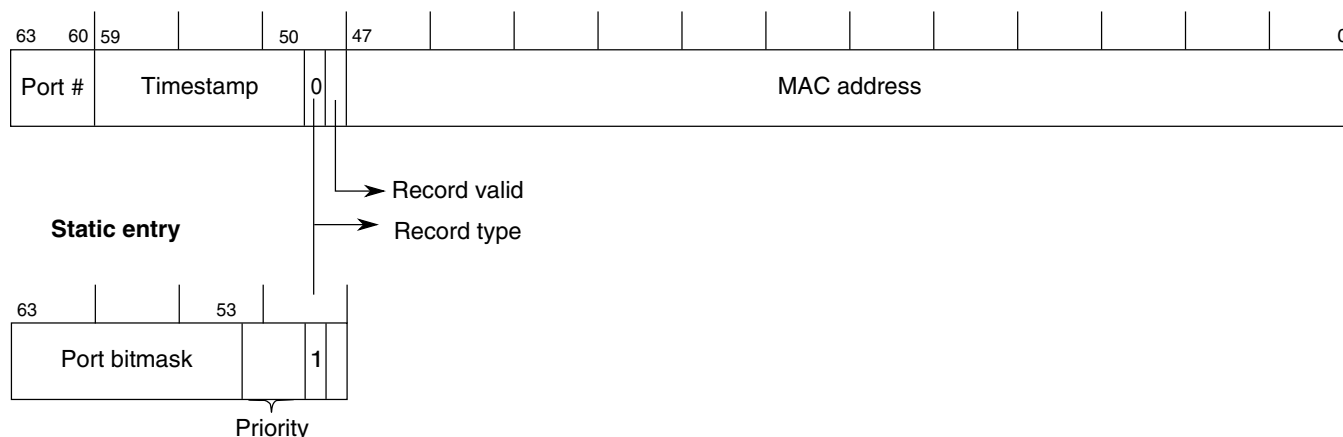 63 60 59 50 47 0
Port # Timestamp 0 MAC address
Record valid
Static entry
Record type
63 53
Port bitmask 1
Priority